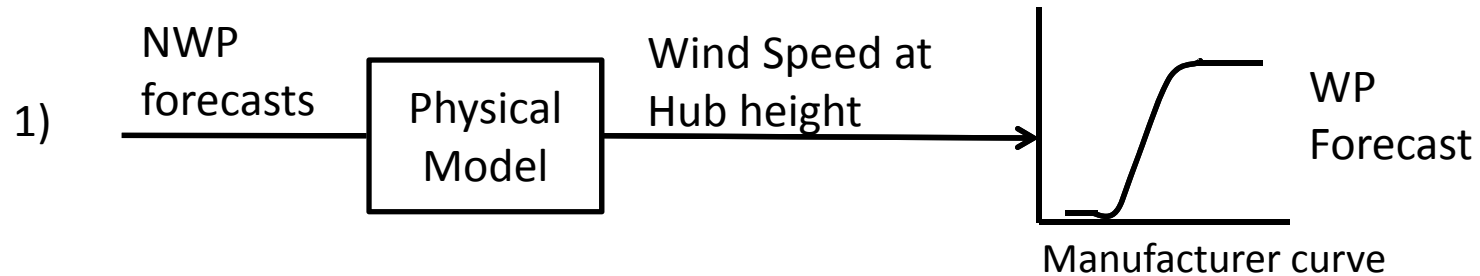 1)
NWP
forecasts
Physical
Model
Wind Speed at
Hub height
WP
Forecast
Manufacturer curve